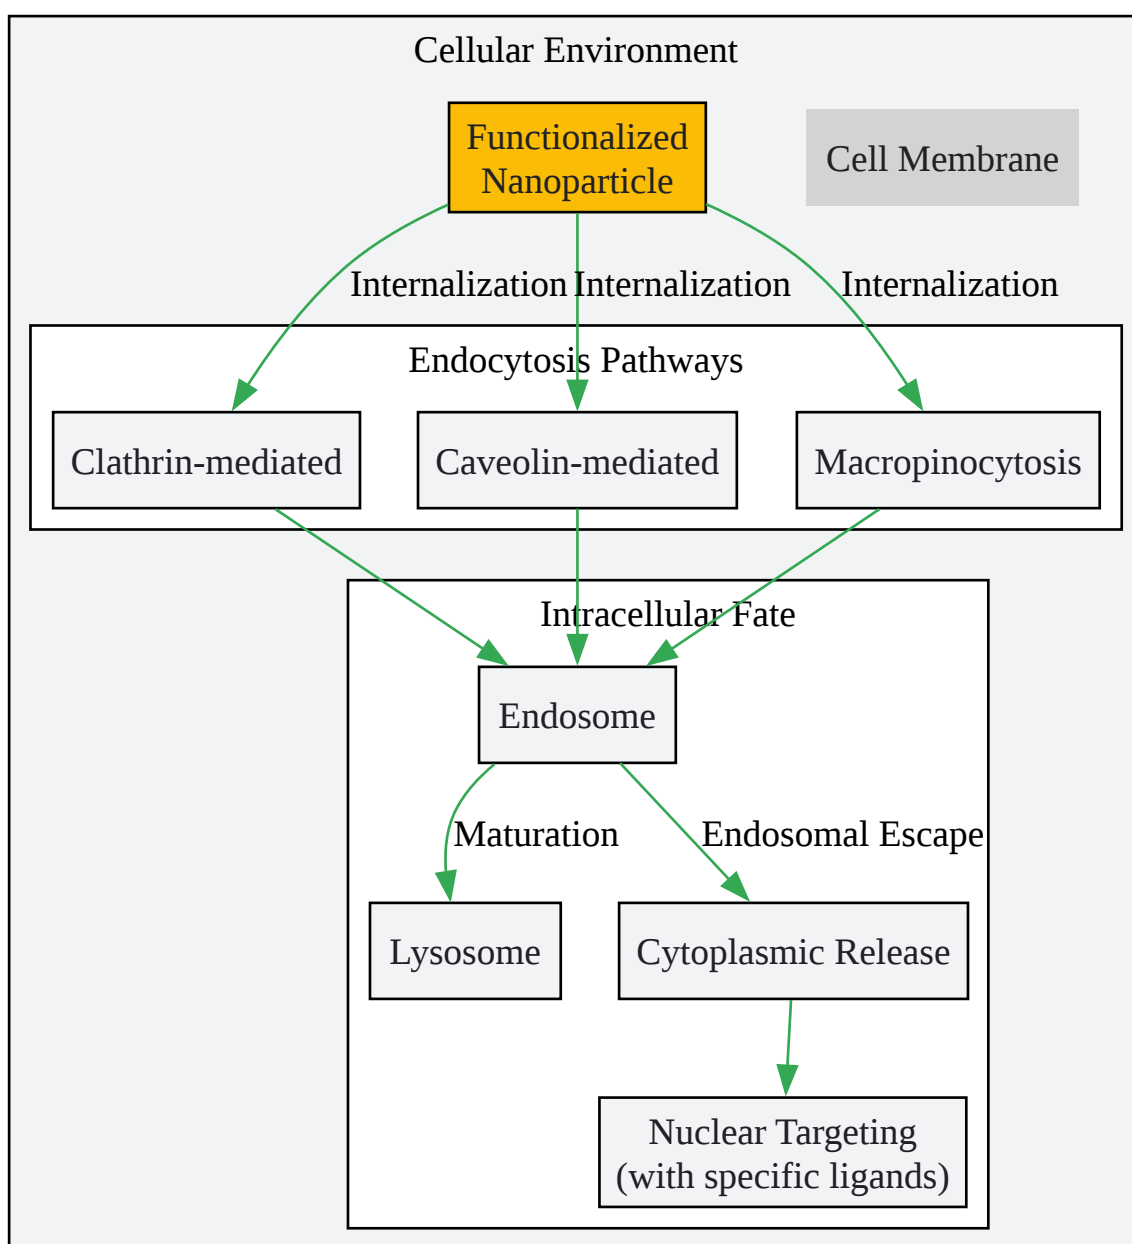 Cellular Environment
Functionalized
Nanoparticle
Cell Membrane
Internalization
Internalization
Internalization
Endocytosis Pathways
Clathrin-mediated
Caveolin-mediated
Macropinocytosis
Intracellular Fate
Endosome
Maturation
Endosomal Escape
Lysosome
Cytoplasmic Release
Nuclear Targeting
(with specific ligands)